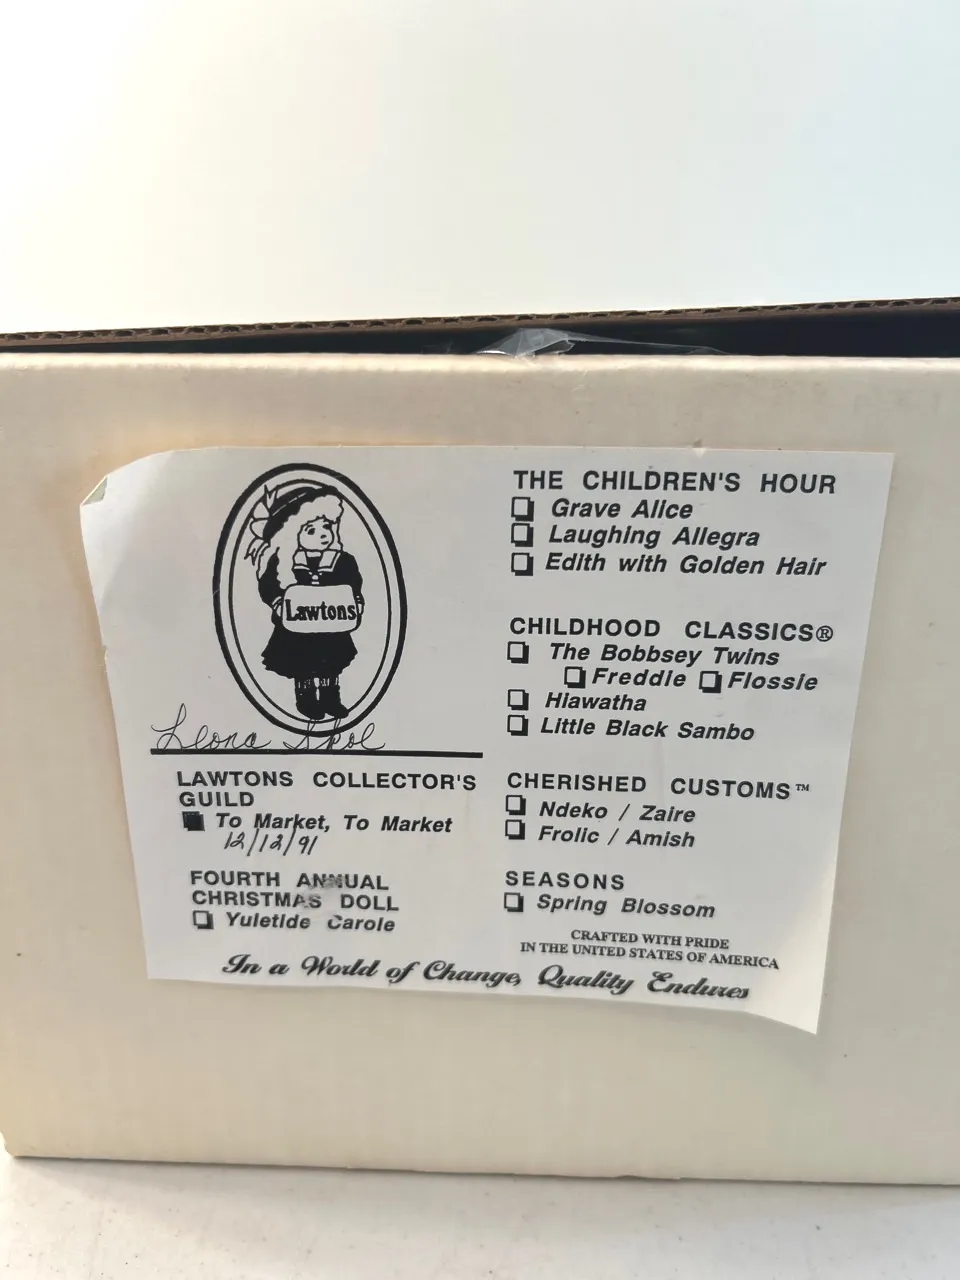 Lawtons
Leona Skol
LAWTONS COLLECTOR'S
GUILD
To Market, To Market
12/12/91
FOURTH ANNUAL
CHRISTMAS DOLL
Yuletide Carole
THE CHILDREN'S HOUR
Grave Alice
Laughing Allegra
Edith with Golden Hair
CHILDHOOD CLASSICS®
The Bobbsey Twins
Freddie Flossie
Hiawatha
Little Black Sambo
CHERISHED CUSTOMS™
Ndeko / Zaire
Frolic / Amish
SEASONS
Spring Blossom
CRAFTED WITH PRIDE
IN THE UNITED STATES OF AMERICA
In a World of Change, Quality Endures